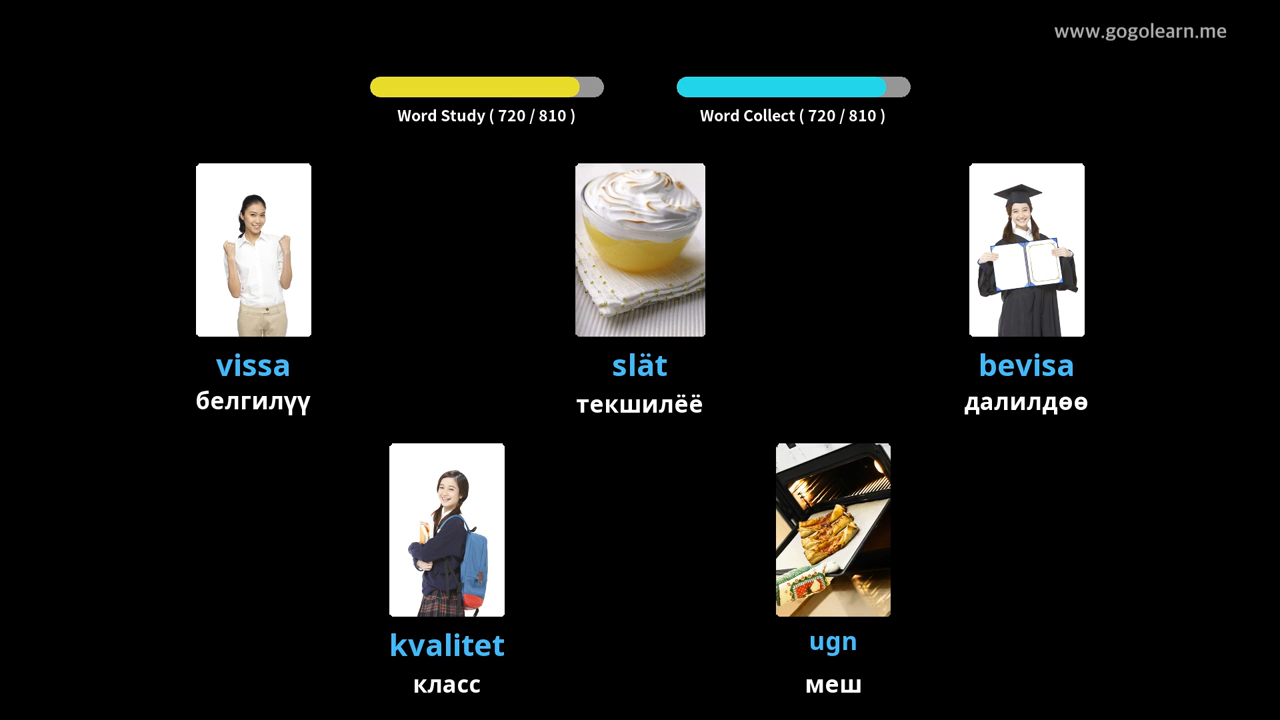 www.gogolearn.me
Word Study ( 720 / 810 )
Word Collect ( 720 / 810 )
vissa
белгилүү
slät
текшилёё
bevisa
далилдөө
kvalitet
класс
ugn
меш